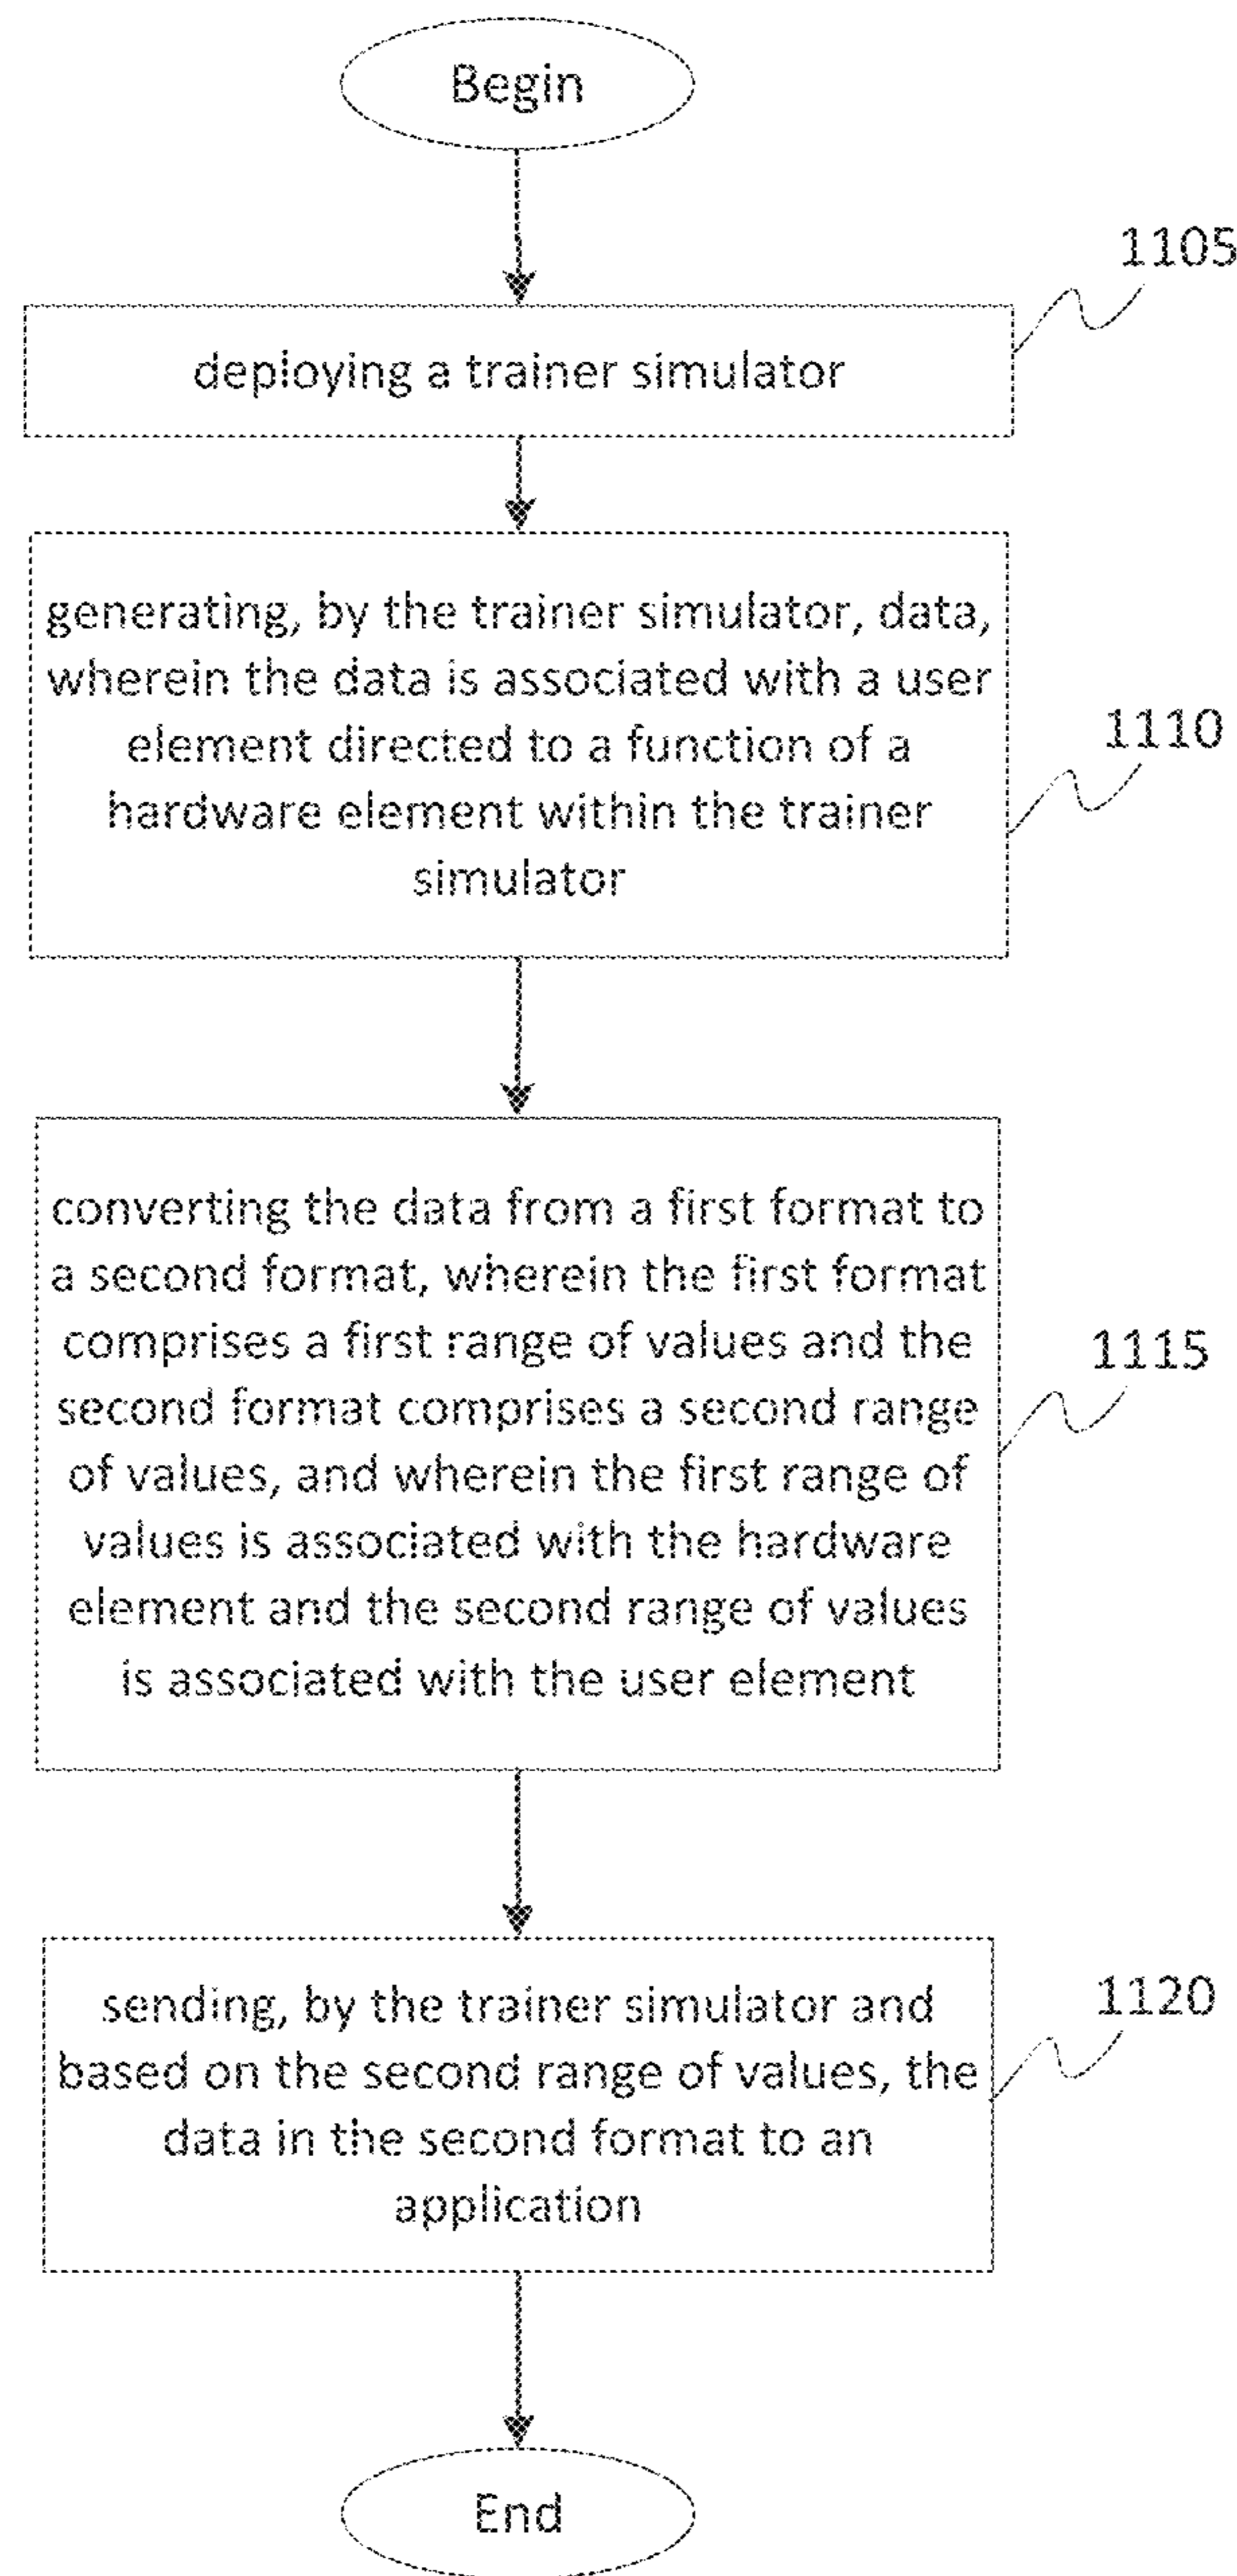 Begin
1105
deploying a trainer simulator
generating, by the trainer simulator, data,
wherein the data is associated with a user
element directed to a function of a
hardware element within the trainer
simulator
1110
converting the data from a first format to
a second format, wherein the first format
comprises a first range of values and the
second format comprises a second range
of values, and wherein the first range of
values is associated with the hardware
element and the second range of values
is associated with the user element
1115
sending, by the trainer simulator and
based on the second range of values, the
data in the second format to an
application
1120
End